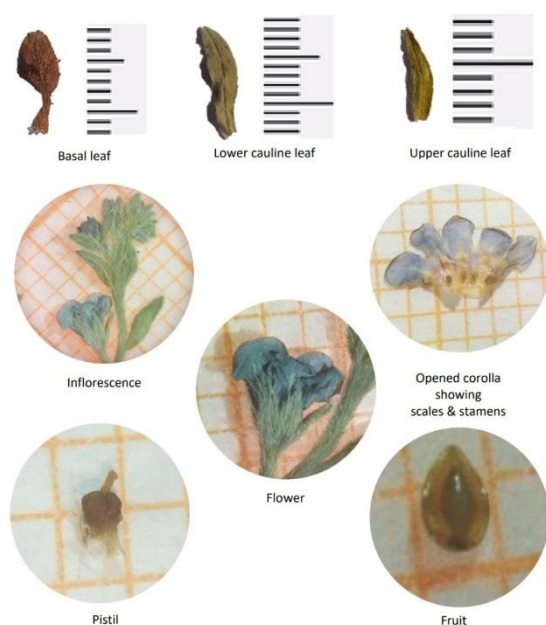 Basal leaf
Lower cauline leaf
Upper cauline leaf
Inflorescence
Opened corolla
showing
scales & stamens
Flower
Pistil
Fruit